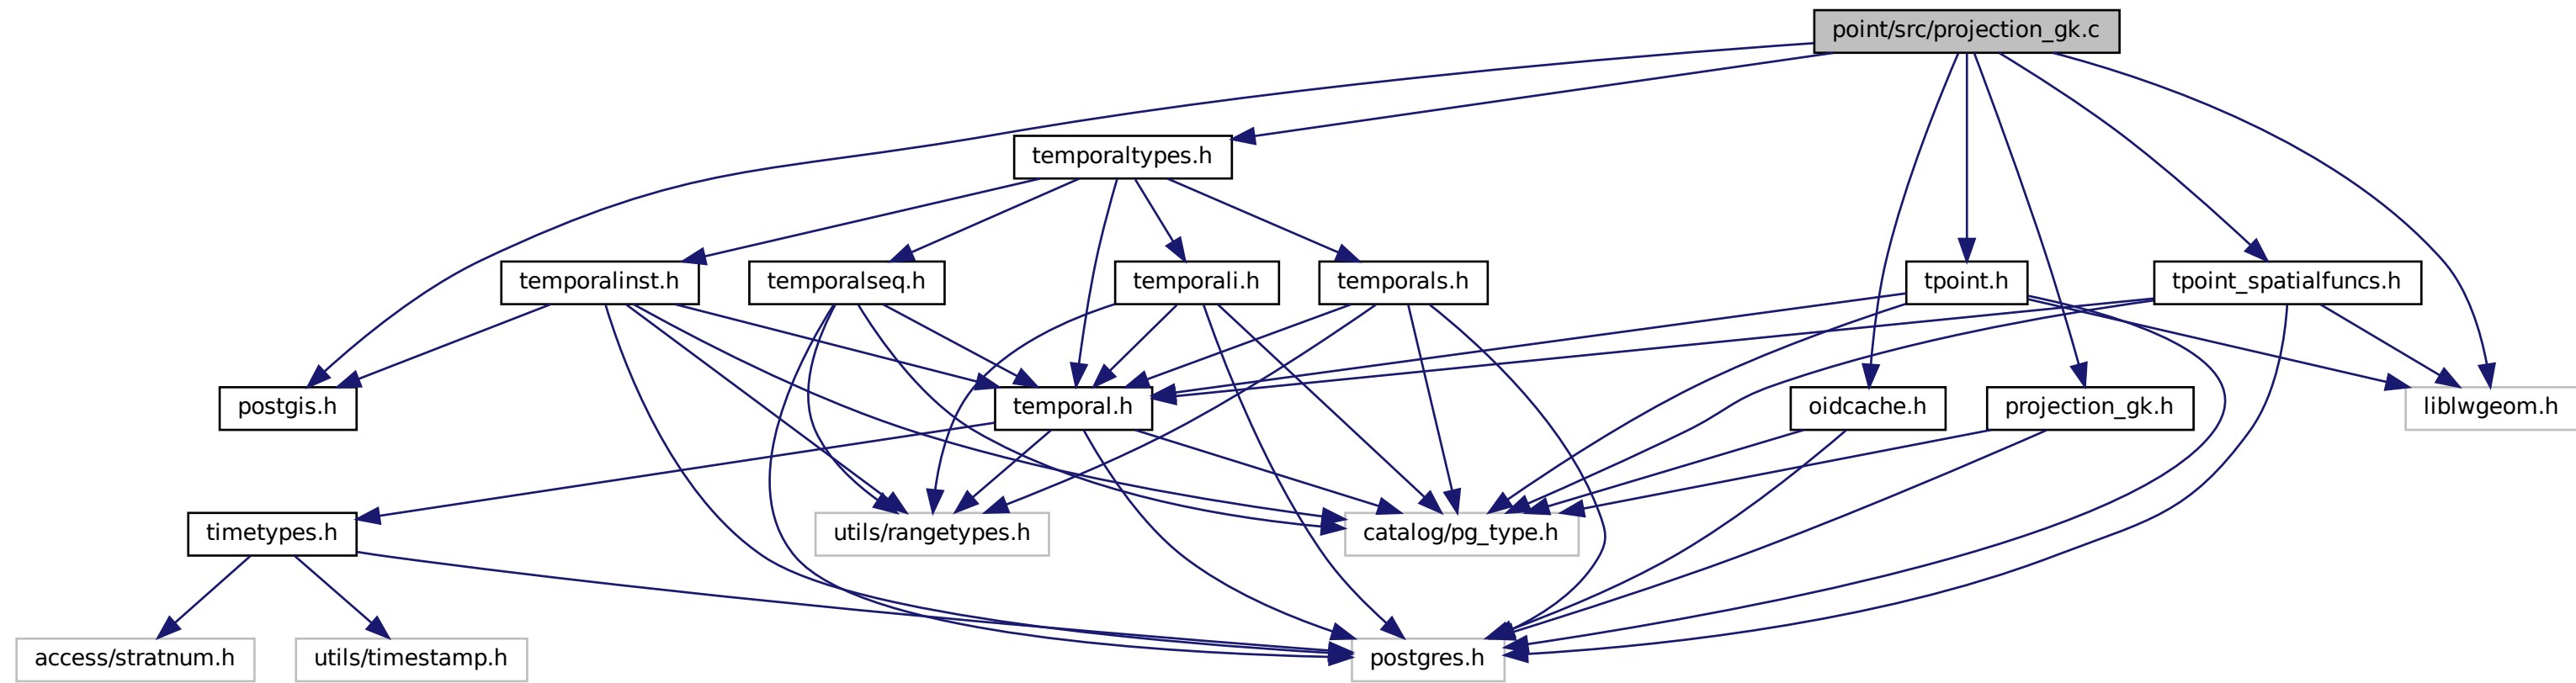 point/src/projection_gk.c
temporaltypes.h
temporalinst.h
temporalseq.h
temporali.h
temporals.h
tpoint.h
tpoint_spatialfuncs.h
postgis.h
temporal.h
oidcache.h
projection_gk.h
liblwgeom.h
timetypes.h
utils/rangetypes.h
catalog/pg_type.h
access/stratnum.h
utils/timestamp.h
postgres.h